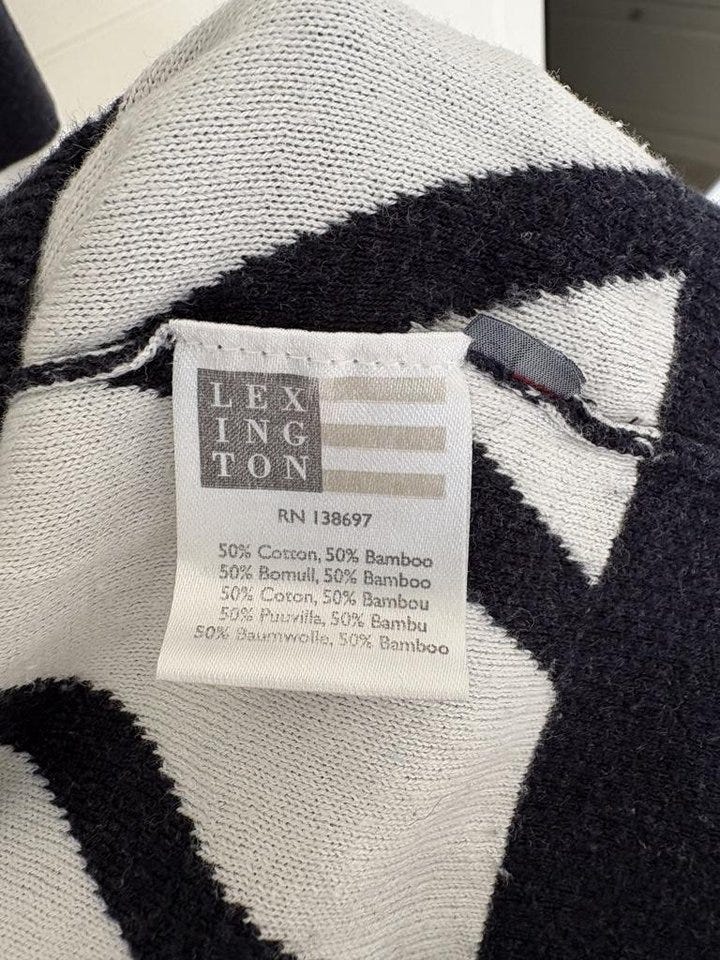 LEX
ING
TON
RN 138697
50% Cotton, 50% Bamboo
50% Bomull, 50% Bamboo
50% Coton, 50% Bambou
50% Puuvilla, 50% Bambu
50% Baumwolle, 50% Bamboo